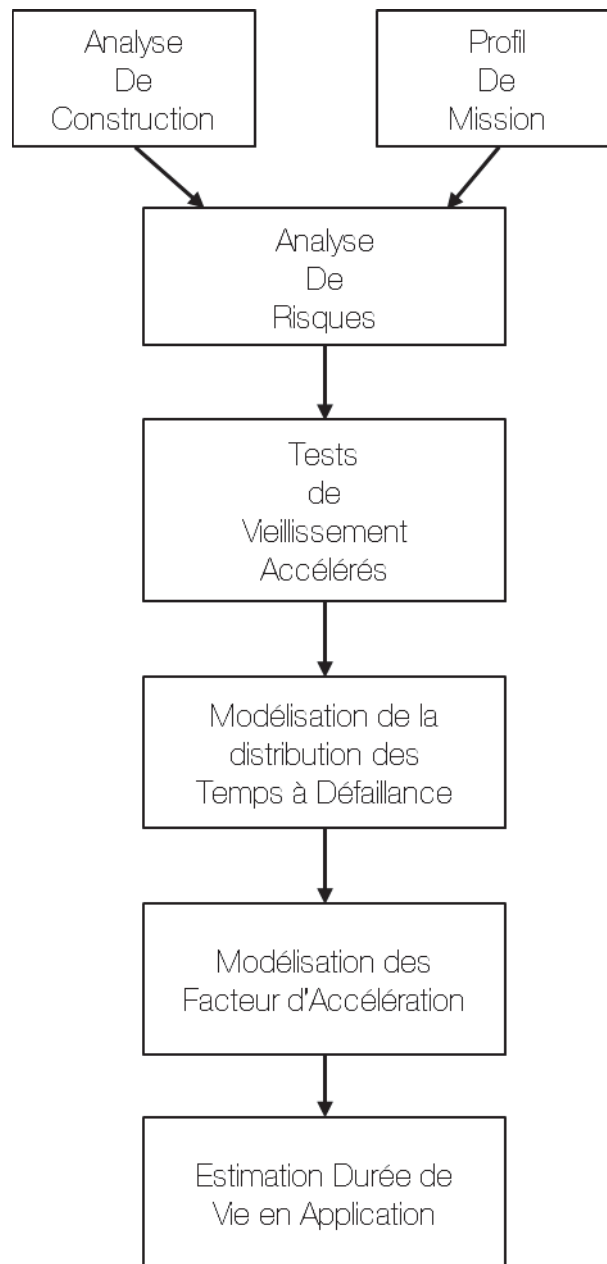 Analyse
De
Construction
Profil
De
Mission
Analyse
De
Risques
Tests
de
Vieillissement
Accélérés
Modélisation de la
distribution des
Temps à Défaillance
Modélisation des
Facteur d'Accélération
Estimation Durée de
Vie en Application